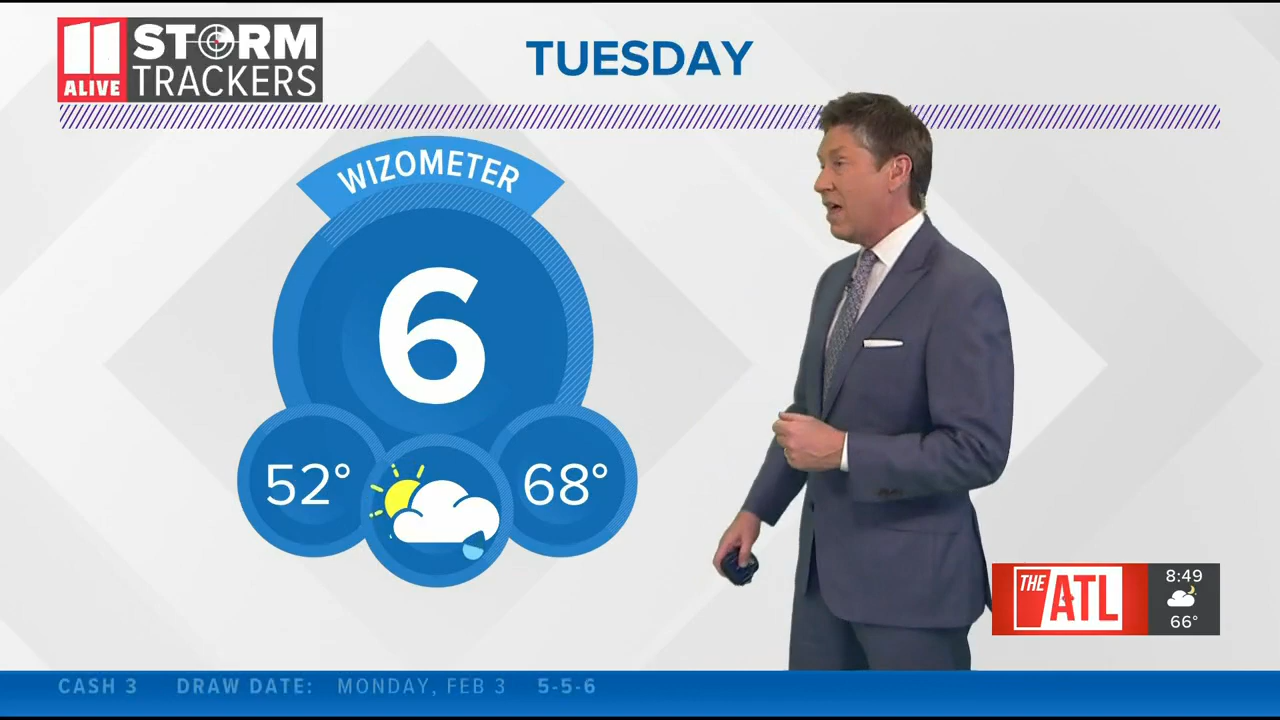 11 ALIVE
STORM
TRACKERS
TUESDAY
WIZOMETER
6
52°
68°
THE ATL
8:49
66°
CASH 3 DRAW DATE: MONDAY, FEB 3 5-5-6